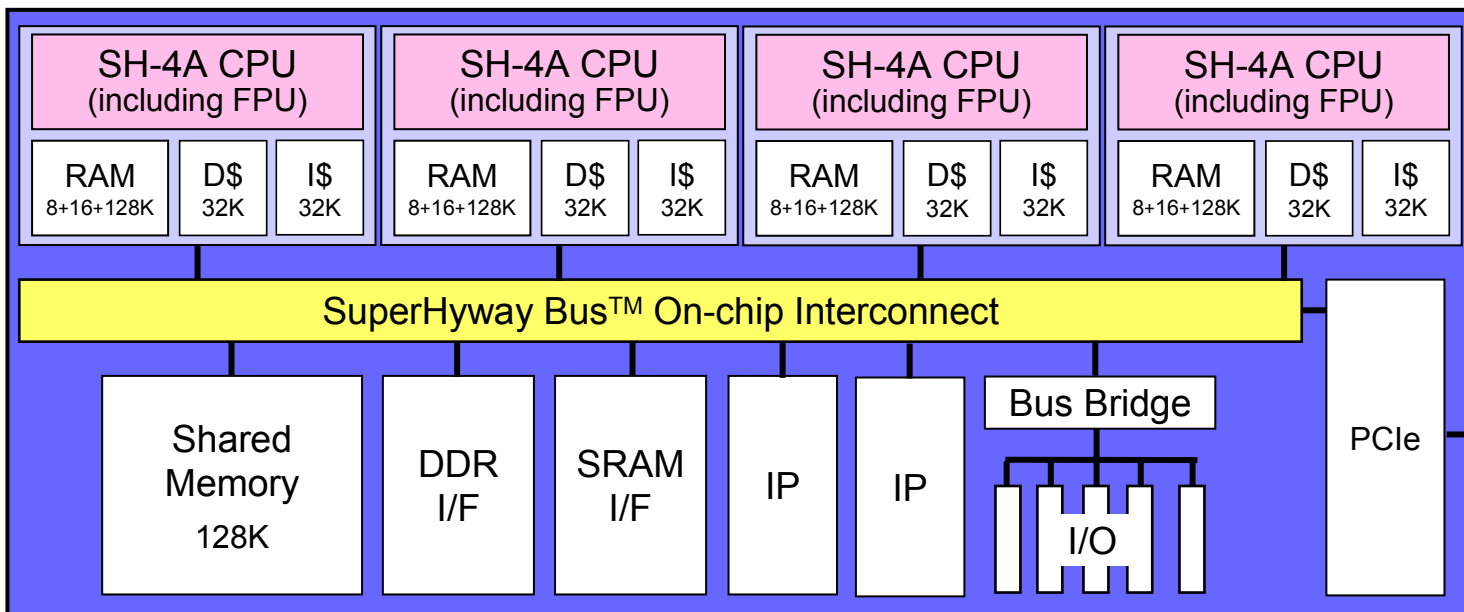 SH-4A CPU
(including FPU)
RAM
8+16+128K
D$
32K
I$
32K
SH-4A CPU
(including FPU)
RAM
8+16+128K
D$
32K
I$
32K
SH-4A CPU
(including FPU)
RAM
8+16+128K
D$
32K
I$
32K
SH-4A CPU
(including FPU)
RAM
8+16+128K
D$
32K
I$
32K
SuperHyway Bus™ On-chip Interconnect
Shared
Memory
128K
DDR
I/F
SRAM
I/F
IP
IP
Bus Bridge
I/O
PCIe